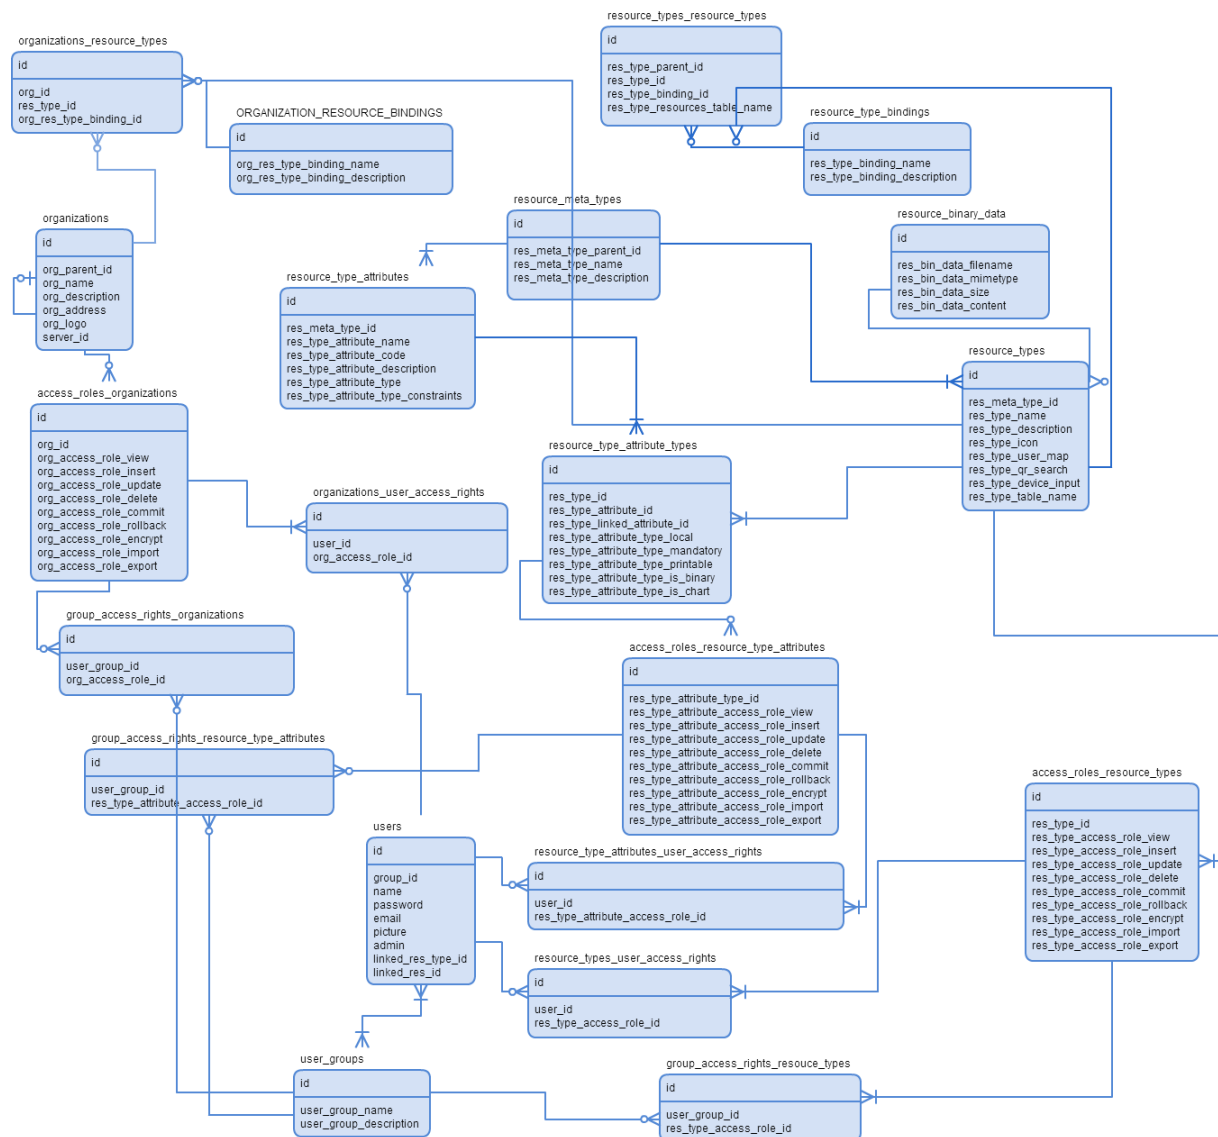 resource_types_resource_types
id
res_type_parent_id
res_type_id
res_type_binding_id
res_type_resources_table_name
organizations_resource_types
id
org_id
res_type_id
org_res_type_binding_id
ORGANIZATION_RESOURCE_BINDINGS
id
org_res_type_binding_name
org_res_type_binding_description
resource_type_bindings
id
res_type_binding_name
res_type_binding_description
resource_meta_types
id
res_meta_type_parent_id
res_meta_type_name
res_meta_type_description
resource_binary_data
id
res_bin_data_filename
res_bin_data_mimetype
res_bin_data_size
res_bin_data_content
organizations
id
org_parent_id
org_name
org_description
org_address
org_logo
server_id
resource_type_attributes
id
res_meta_type_id
res_type_attribute_name
res_type_attribute_code
res_type_attribute_description
res_type_attribute_type
res_type_attribute_type_constraints
resource_types
id
res_meta_type_id
res_type_name
res_type_description
res_type_icon
res_type_user_map
res_type_qr_search
res_type_device_input
res_type_table_name
access_roles_organizations
id
org_id
org_access_role_view
org_access_role_insert
org_access_role_update
org_access_role_delete
org_access_role_commit
org_access_role_rollback
org_access_role_encrypt
org_access_role_import
org_access_role_export
resource_type_attribute_types
id
res_type_id
res_type_attribute_id
res_type_linked_attribute_id
res_type_attribute_type_local
res_type_attribute_type_mandatory
res_type_attribute_type_printable
res_type_attribute_type_is_binary
res_type_attribute_type_is_chart
organizations_user_access_rights
id
user_id
org_access_role_id
group_access_rights_organizations
id
user_group_id
org_access_role_id
access_roles_resource_type_attributes
id
res_type_attribute_type_id
res_type_attribute_access_role_view
res_type_attribute_access_role_insert
res_type_attribute_access_role_update
res_type_attribute_access_role_delete
res_type_attribute_access_role_commit
res_type_attribute_access_role_rollback
res_type_attribute_access_role_encrypt
res_type_attribute_access_role_import
res_type_attribute_access_role_export
group_access_rights_resource_type_attributes
id
user_group_id
res_type_attribute_access_role_id
access_roles_resource_types
id
res_type_id
res_type_access_role_view
res_type_access_role_insert
res_type_access_role_update
res_type_access_role_delete
res_type_access_role_commit
res_type_access_role_rollback
res_type_access_role_encrypt
res_type_access_role_import
res_type_access_role_export
users
id
group_id
name
password
email
picture
admin
linked_res_type_id
linked_res_id
resource_type_attributes_user_access_rights
id
user_id
res_type_attribute_access_role_id
resource_types_user_access_rights
id
user_id
res_type_access_role_id
user_groups
id
user_group_name
user_group_description
group_access_rights_resouce_types
id
user_group_id
res_type_access_role_id